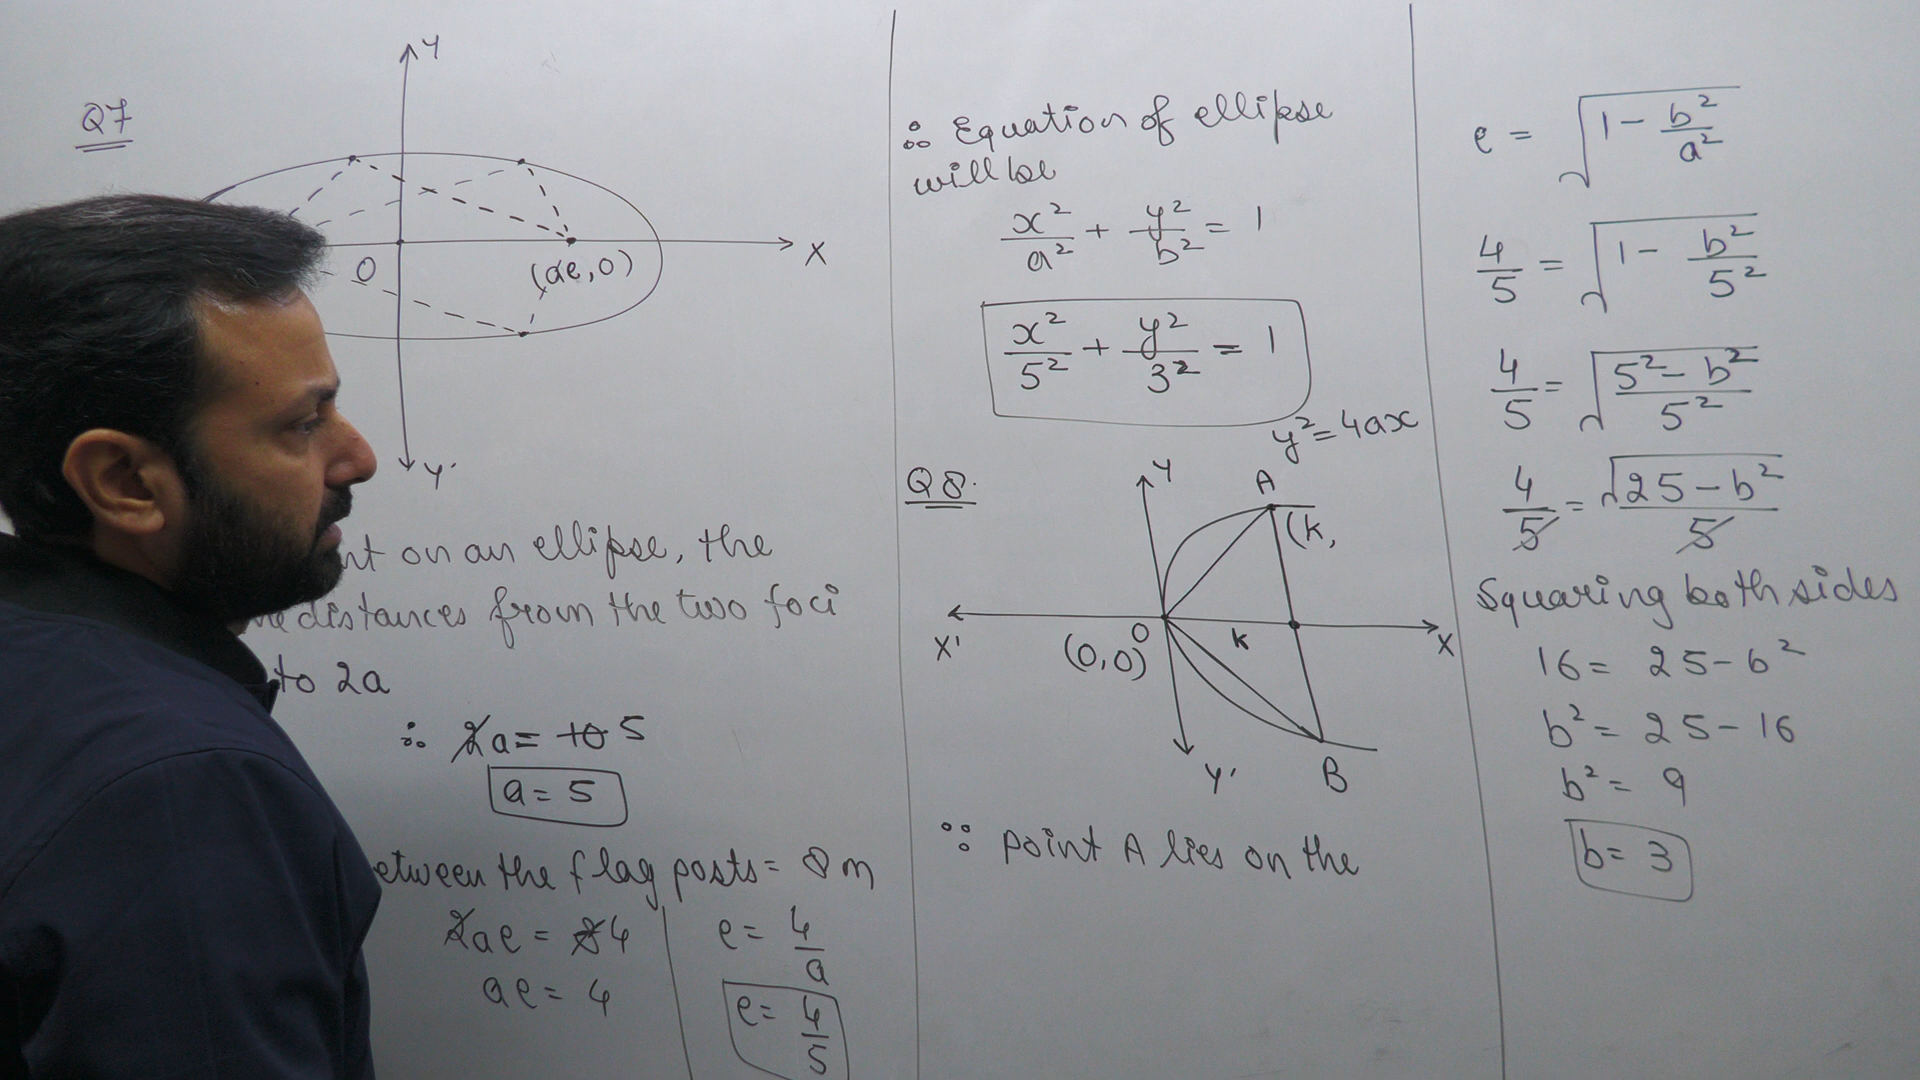 Q7
Y
X
O
(ae,0)
Y'
on an ellipse, the
distances from the two foci
to 2a
∴ 2a = 10 5
a = 5
the flag posts = 8 m
2ae = 8 4
ae = 4
e = 4/a
e = 4/5
∴ Equation of ellipse
will be
x²/a² + y²/b² = 1
x²/5² + y²/3² = 1
y² = 4ax
Q8.
Y
A
(k,
X'
O
k
X
(0,0)
Y'
B
∵ point A lies on the
e = √(1 - b²/a²)
4/5 = √(1 - b²/5²)
4/5 = √((5² - b²)/5²)
4/5 = √(25 - b²)/5
Squaring both sides
16 = 25 - b²
b² = 25 - 16
b² = 9
b = 3